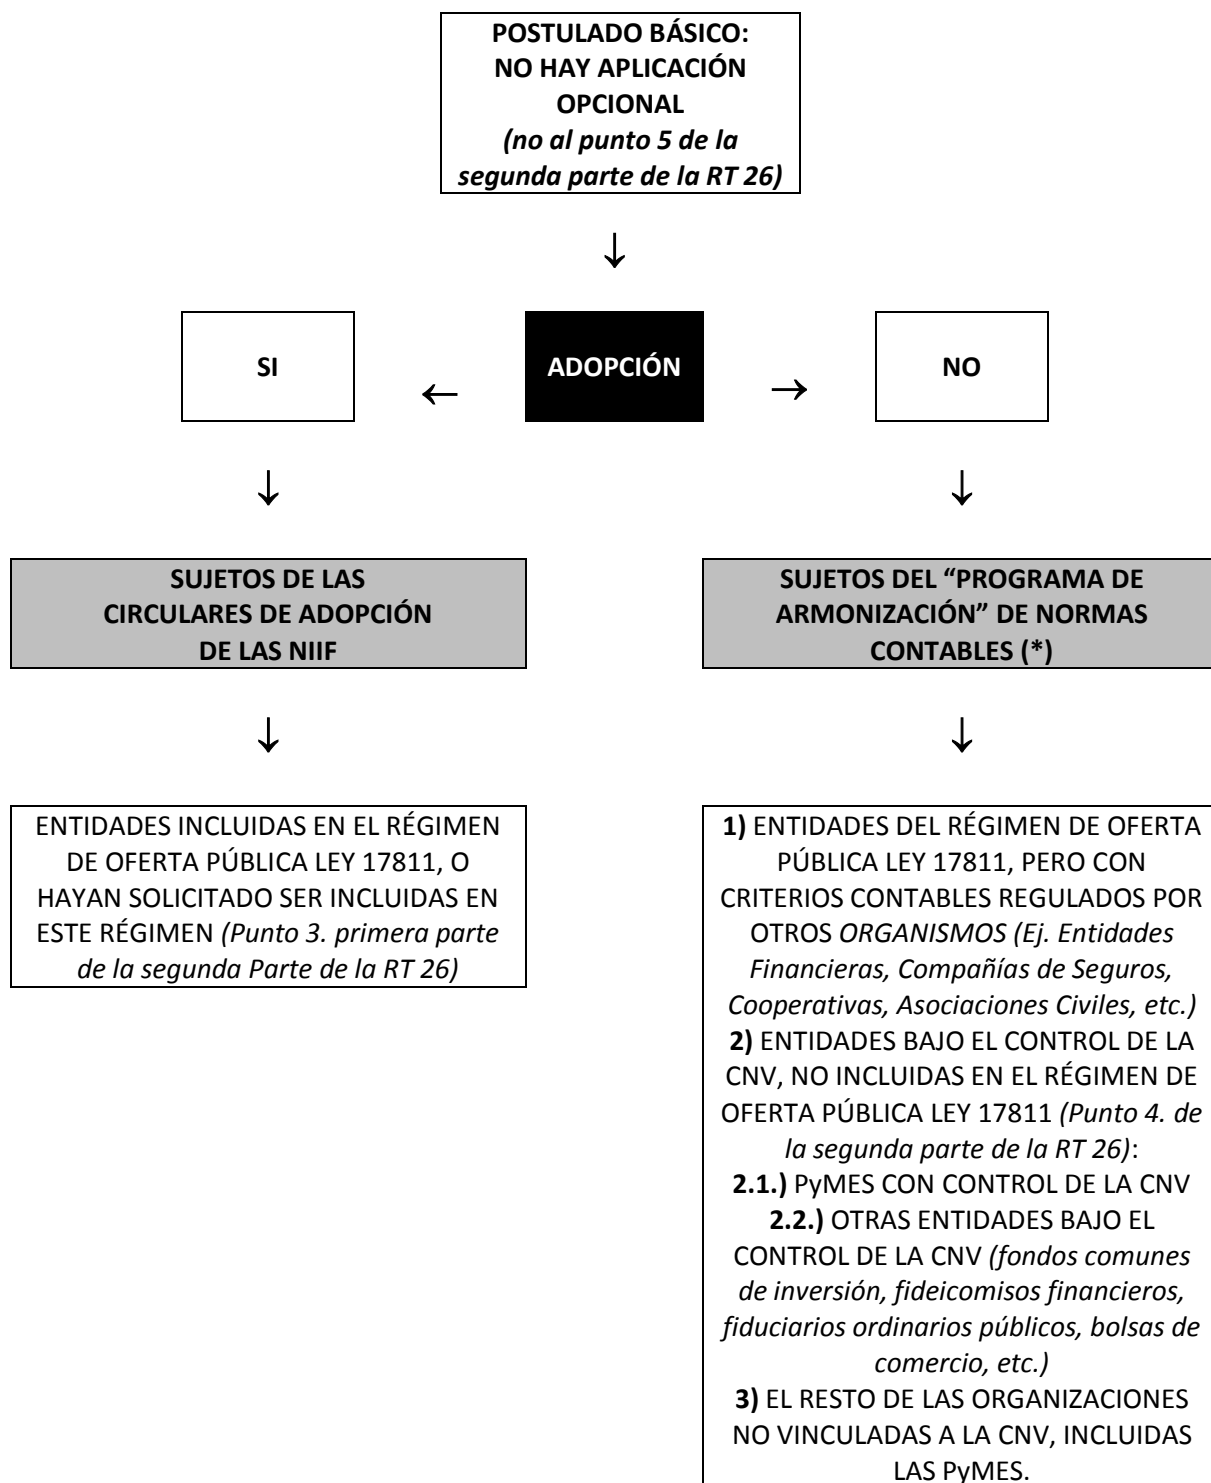 POSTULADO BÁSICO:
NO HAY APLICACIÓN
OPCIONAL
(no al punto 5 de la
segunda parte de la RT 26)
↓
SI
←
ADOPCIÓN
→
NO
↓
↓
SUJETOS DE LAS
CIRCULARES DE ADOPCIÓN
DE LAS NIIF
SUJETOS DEL “PROGRAMA DE
ARMONIZACIÓN” DE NORMAS
CONTABLES (*)
↓
↓
ENTIDADES INCLUIDAS EN EL RÉGIMEN
DE OFERTA PÚBLICA LEY 17811, O
HAYAN SOLICITADO SER INCLUIDAS EN
ESTE RÉGIMEN (Punto 3. primera parte
de la segunda Parte de la RT 26)
1) ENTIDADES DEL RÉGIMEN DE OFERTA
PÚBLICA LEY 17811, PERO CON
CRITERIOS CONTABLES REGULADOS POR
OTROS ORGANISMOS (Ej. Entidades
Financieras, Compañías de Seguros,
Cooperativas, Asociaciones Civiles, etc.)
2) ENTIDADES BAJO EL CONTROL DE LA
CNV, NO INCLUIDAS EN EL RÉGIMEN DE
OFERTA PÚBLICA LEY 17811 (Punto 4. de
la segunda parte de la RT 26):
2.1.) PyMES CON CONTROL DE LA CNV
2.2.) OTRAS ENTIDADES BAJO EL
CONTROL DE LA CNV (fondos comunes
de inversión, fideicomisos financieros,
fiduciarios ordinarios públicos, bolsas de
comercio, etc.)
3) EL RESTO DE LAS ORGANIZACIONES
NO VINCULADAS A LA CNV, INCLUIDAS
LAS PyMES.